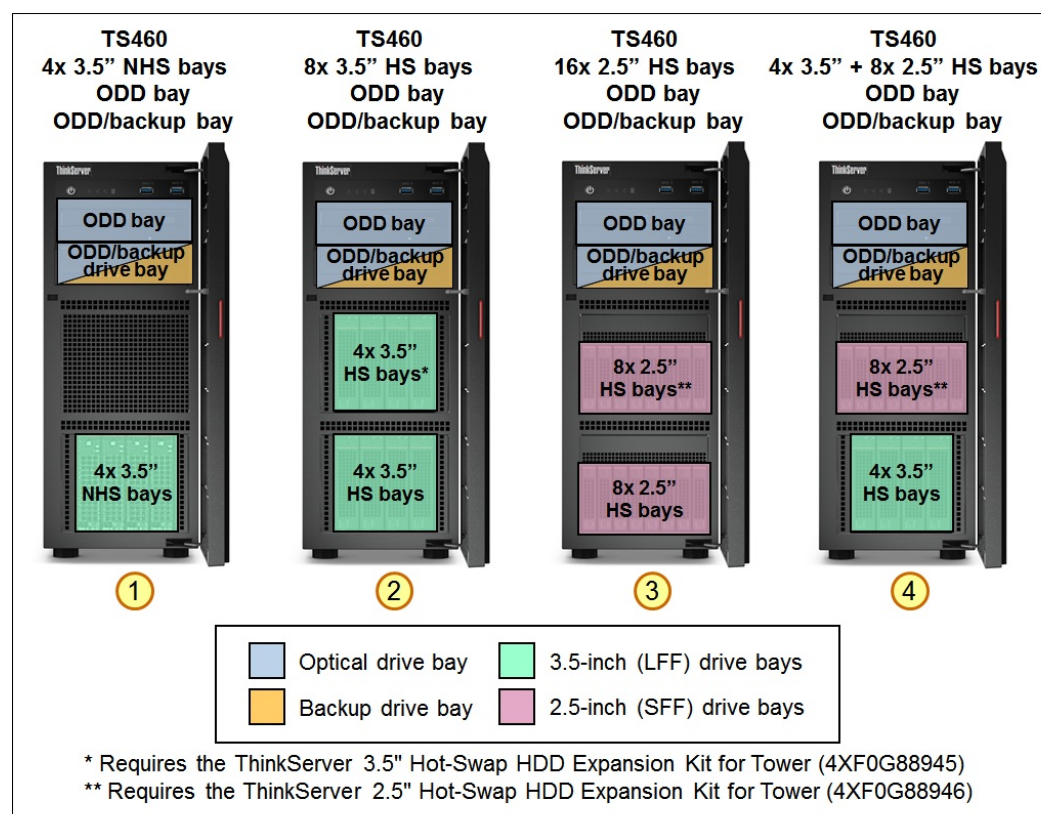 TS460
4x 3.5” NHS bays
ODD bay
ODD/backup bay
TS460
8x 3.5” HS bays
ODD bay
ODD/backup bay
TS460
16x 2.5” HS bays
ODD bay
ODD/backup bay
TS460
4x 3.5” + 8x 2.5” HS bays
ODD bay
ODD/backup bay
ThinkServer
ODD bay
ODD/backup
drive bay
4x 3.5”
NHS bays
1
ThinkServer
ODD bay
ODD/backup
drive bay
4x 3.5”
HS bays*
4x 3.5”
HS bays
2
ThinkServer
ODD bay
ODD/backup
drive bay
8x 2.5”
HS bays**
8x 2.5”
HS bays
3
ThinkServer
ODD bay
ODD/backup
drive bay
8x 2.5”
HS bays**
4x 3.5”
HS bays
4
Optical drive bay
3.5-inch (LFF) drive bays
Backup drive bay
2.5-inch (SFF) drive bays
* Requires the ThinkServer 3.5" Hot-Swap HDD Expansion Kit for Tower (4XF0G88945)
** Requires the ThinkServer 2.5" Hot-Swap HDD Expansion Kit for Tower (4XF0G88946)